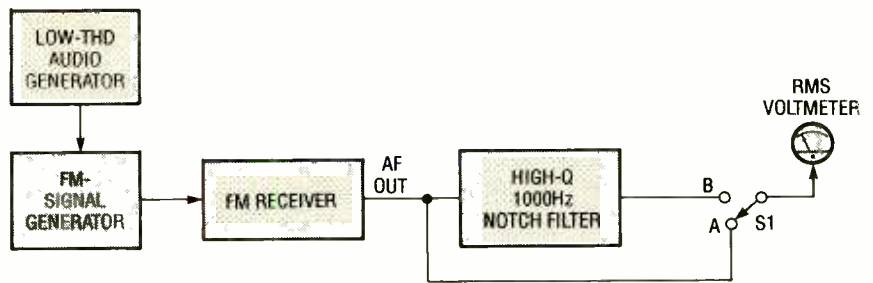 LOW-THD
AUDIO
GENERATOR
FM-
SIGNAL
GENERATOR
FM RECEIVER
AF
OUT
HIGH-Q
1000Hz
NOTCH FILTER
B
A
S1
RMS
VOLTMETER